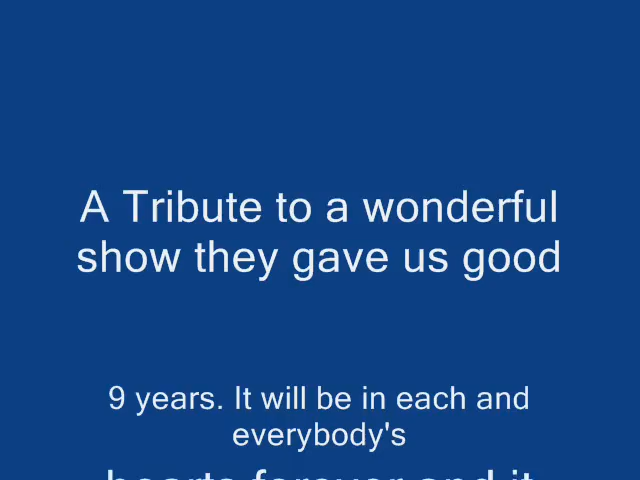 A Tribute to a wonderful
show they gave us good
9 years. It will be in each and
everybody's
hearts forever and it